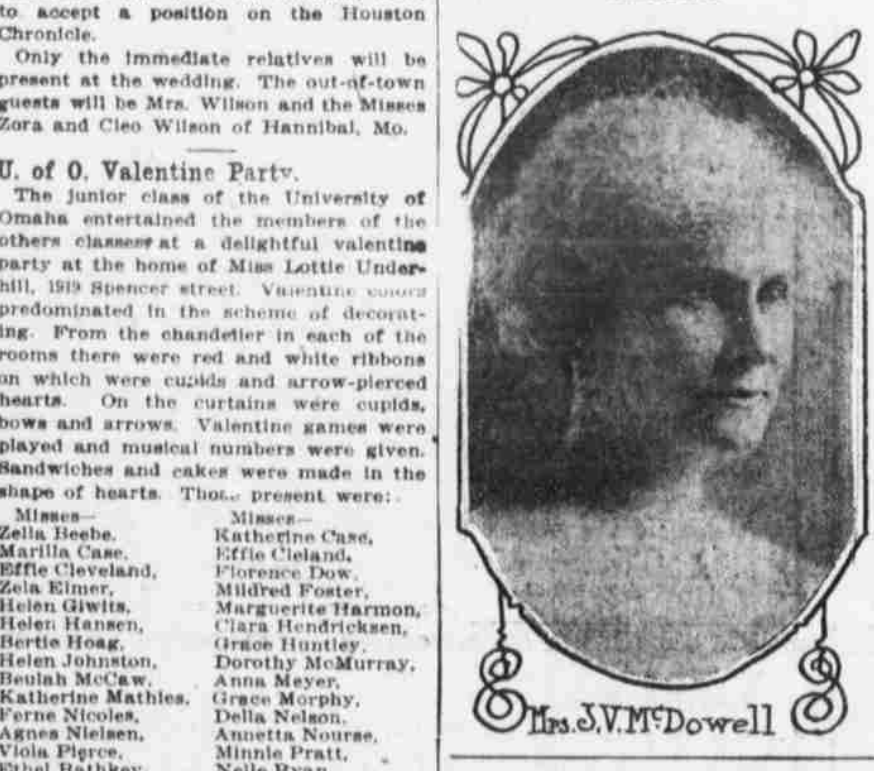 to accept a position on the Houston
Chronicle.
Only the immediate relatives will be
present at the wedding. The out-of-town
guests will be Mrs. Wilson and the Misses
Zora and Cleo Wilson of Hannibal, Mo.
U. of O. Valentine Party.
The junior class of the University of
Omaha entertained the members of the
others classes at a delightful valentine
party at the home of Miss Lottie Under-
hill, 1919 Spencer street. Valentine colors
predominated in the scheme of decorat-
ing. From the chandelier in each of the
rooms there were red and white ribbons
on which were cupids and arrow-pierced
hearts. On the curtains were cupids,
bows and arrows. Valentine games were
played and musical numbers were given.
Sandwiches and cakes were made in the
shape of hearts. Those present were:
Misses—
Zella Beebe,
Marilla Case,
Effie Cleveland,
Zela Elmer,
Helen Giwits,
Helen Hansen,
Bertie Hoag,
Helen Johnston,
Beulah McCaw,
Katherine Mathies,
Ferne Nicoles,
Agnes Nielsen,
Viola Pierce,
Ethel Rathkey
Misses—
Katherine Case,
Effie Cleland,
Florence Dow,
Mildred Foster,
Marguerite Harmon,
Clara Hendricksen,
Grace Huntley,
Dorothy McMurray,
Anna Meyer,
Grace Morphy,
Della Nelson,
Annetta Nourse,
Minnie Pratt,
Nelle Ryan
Mrs. J.V. McDowell